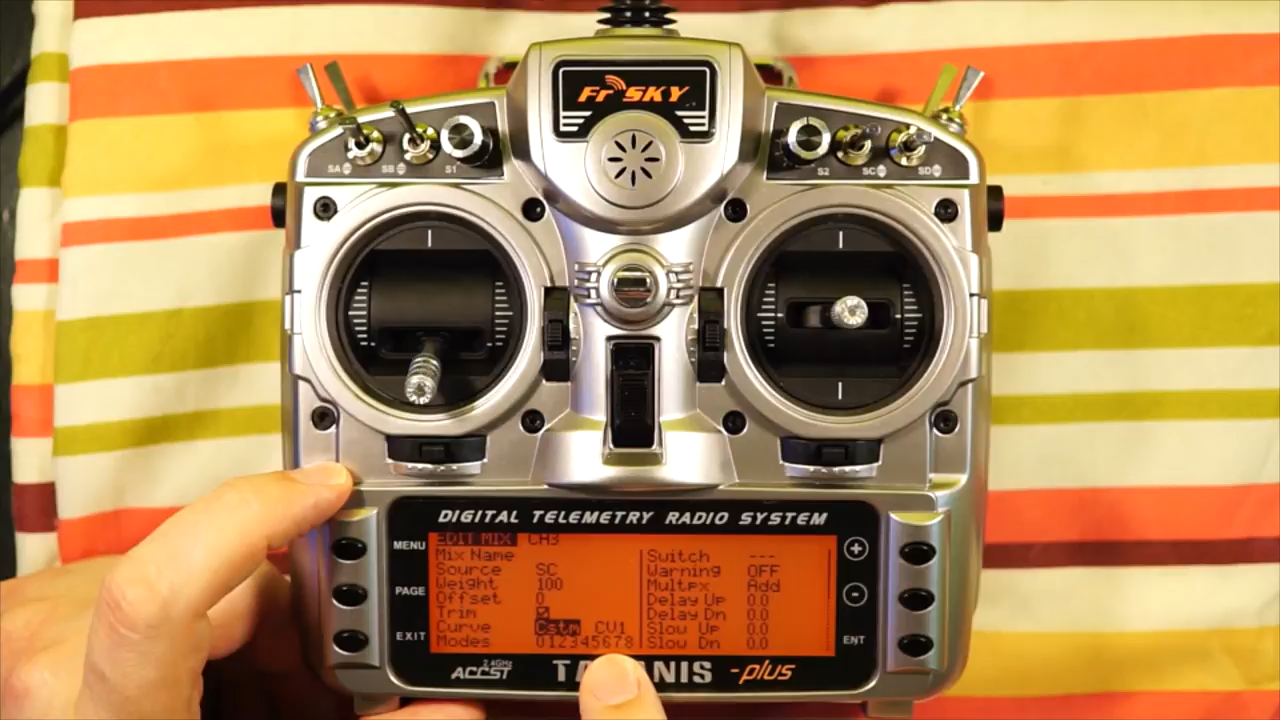 FrSKY
SA SB S1
S2 SC SD
DIGITAL TELEMETRY RADIO SYSTEM
MENU
PAGE
EXIT
EDIT MIX CH3
Mix Name
Source SC
Weight 100
Offset 0
Trim
Curve Cstm CV1
Modes 012345678
Switch ---
Warning OFF
Multpx Add
Delay Up 0.0
Delay Dn 0.0
Slow Up 0.0
Slow Dn 0.0
+
-
ENT
2.4GHz
ACCST
-plus